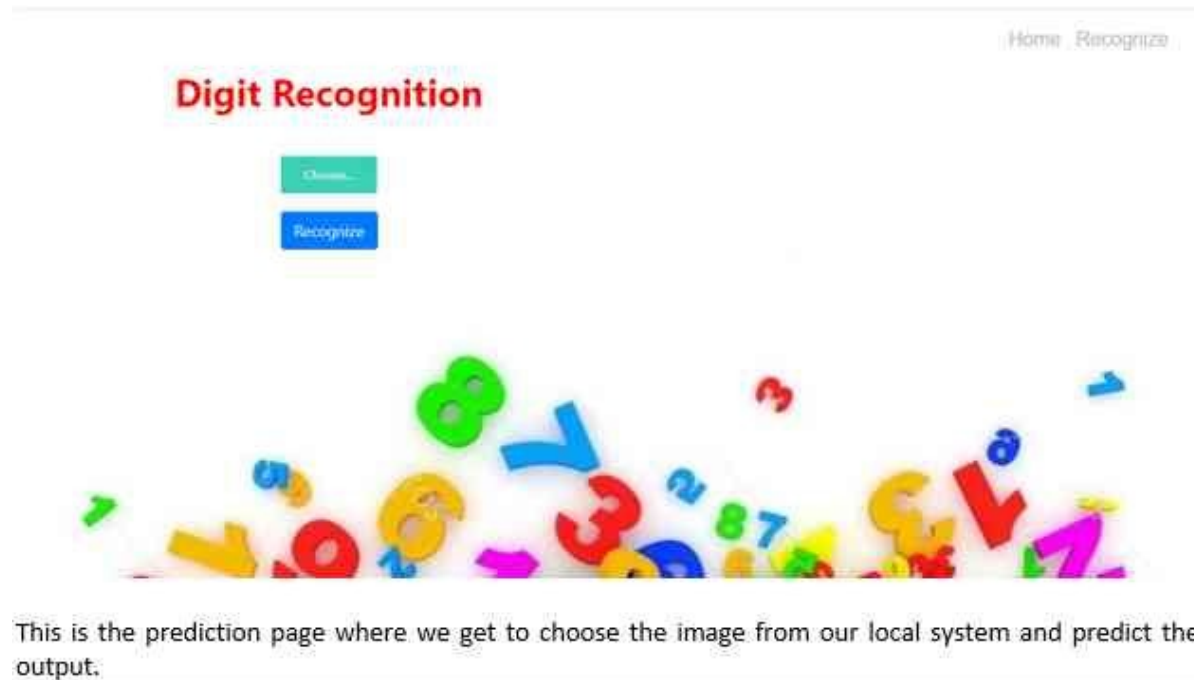 Home Recognize
Digit Recognition
Choose...
Recognize
This is the prediction page where we get to choose the image from our local system and predict the
output.